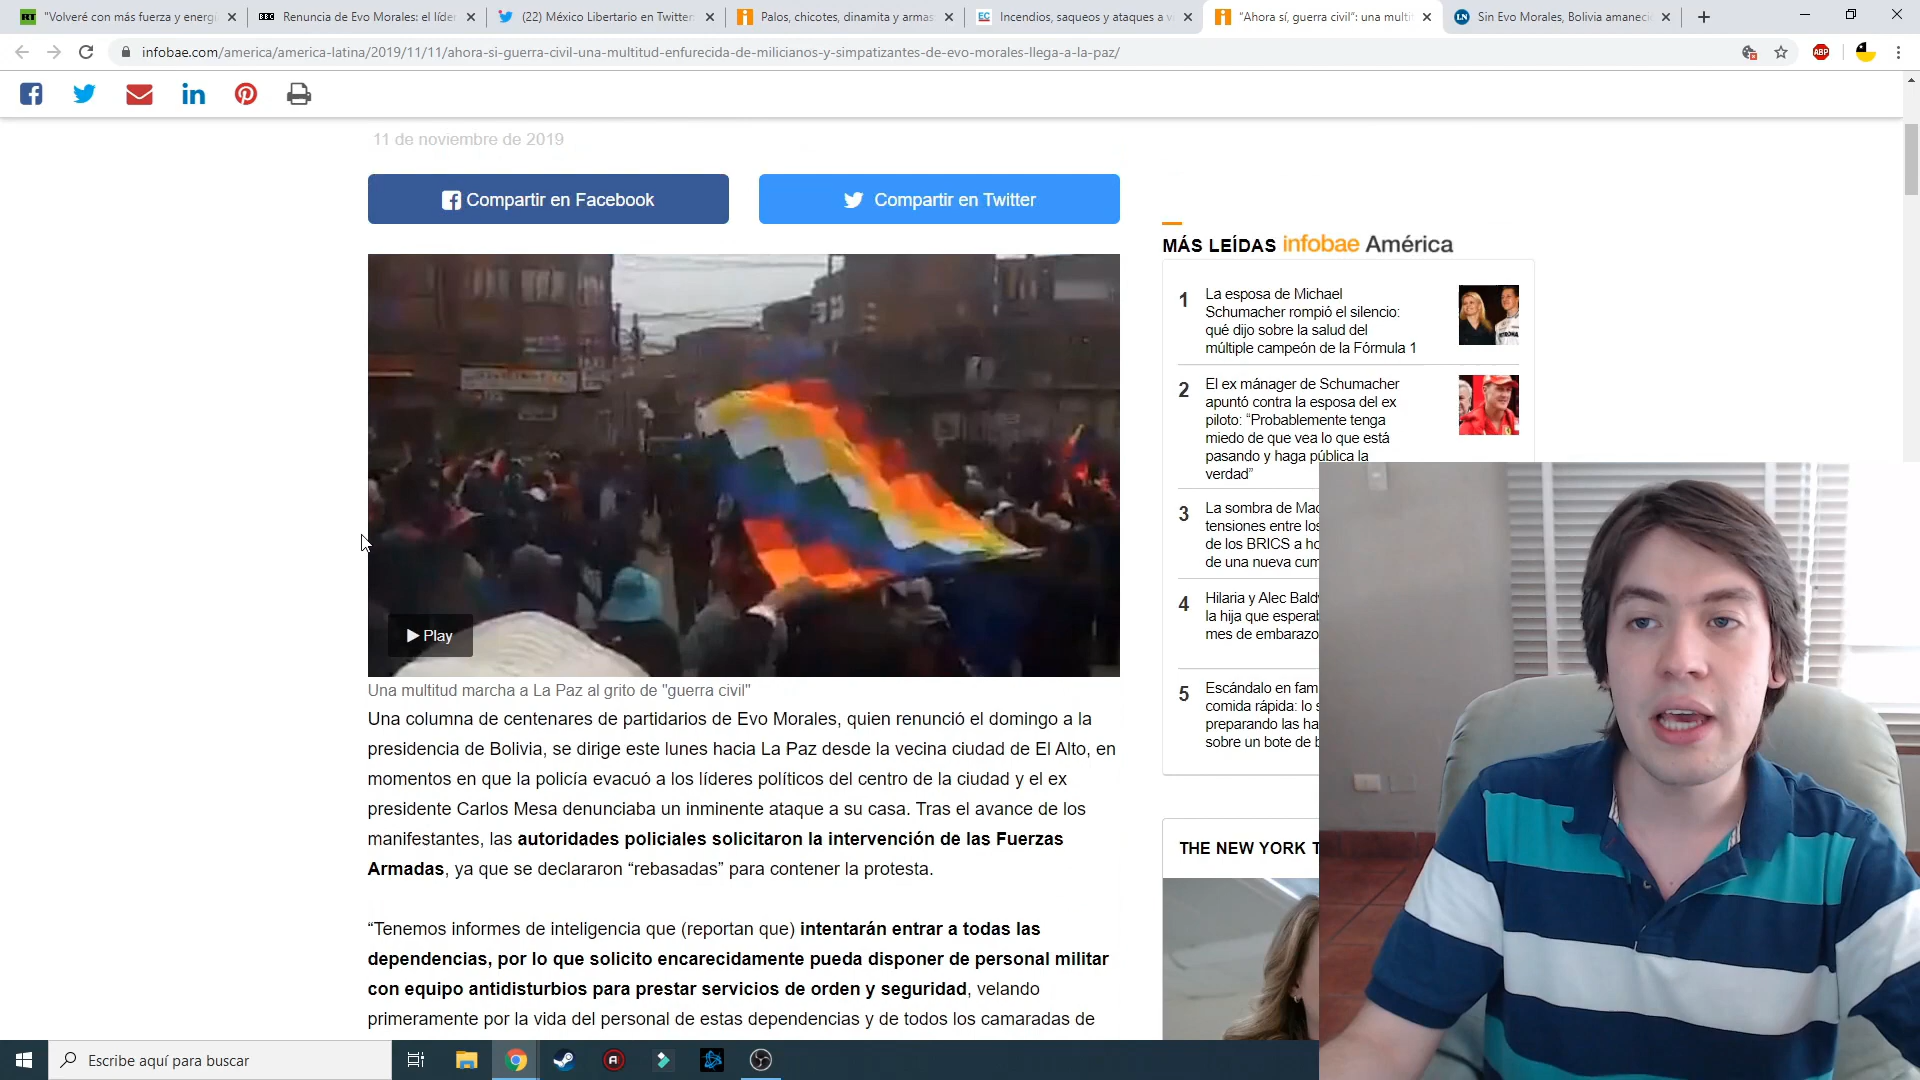 RT "Volveré con más fuerza y energí
BBC Renuncia de Evo Morales: el líde
(22) México Libertario en Twitter
Palos, chicotes, dinamita y armas
EC Incendios, saqueos y ataques a v
"Ahora sí, guerra civil": una multi
LN Sin Evo Morales, Bolivia amaneci
infobae.com/america/america-latina/2019/11/11/ahora-si-guerra-civil-una-multitud-enfurecida-de-milicianos-y-simpatizantes-de-evo-morales-llega-a-la-paz/
ABP
11 de noviembre de 2019
Compartir en Facebook
Compartir en Twitter
Play
Una multitud marcha a La Paz al grito de "guerra civil"
Una columna de centenares de partidarios de Evo Morales, quien renunció el domingo a la
presidencia de Bolivia, se dirige este lunes hacia La Paz desde la vecina ciudad de El Alto, en
momentos en que la policía evacuó a los líderes políticos del centro de la ciudad y el ex
presidente Carlos Mesa denunciaba un inminente ataque a su casa. Tras el avance de los
manifestantes, las autoridades policiales solicitaron la intervención de las Fuerzas
Armadas, ya que se declararon “rebasadas” para contener la protesta.
“Tenemos informes de inteligencia que (reportan que) intentarán entrar a todas las
dependencias, por lo que solicito encarecidamente pueda disponer de personal militar
con equipo antidisturbios para prestar servicios de orden y seguridad, velando
primeramente por la vida del personal de estas dependencias y de todos los camaradas de
MÁS LEÍDAS infobae América
1 La esposa de Michael
Schumacher rompió el silencio:
qué dijo sobre la salud del
múltiple campeón de la Fórmula 1
2 El ex mánager de Schumacher
apuntó contra la esposa del ex
piloto: “Probablemente tenga
miedo de que vea lo que está
pasando y haga pública la
verdad”
3 La sombra de Mad
tensiones entre los
de los BRICS a ho
de una nueva cum
4 Hilaria y Alec Bald
la hija que esperab
mes de embarazo
5 Escándalo en fam
comida rápida: lo s
preparando las ha
sobre un bote de b
THE NEW YORK T
Escribe aquí para buscar